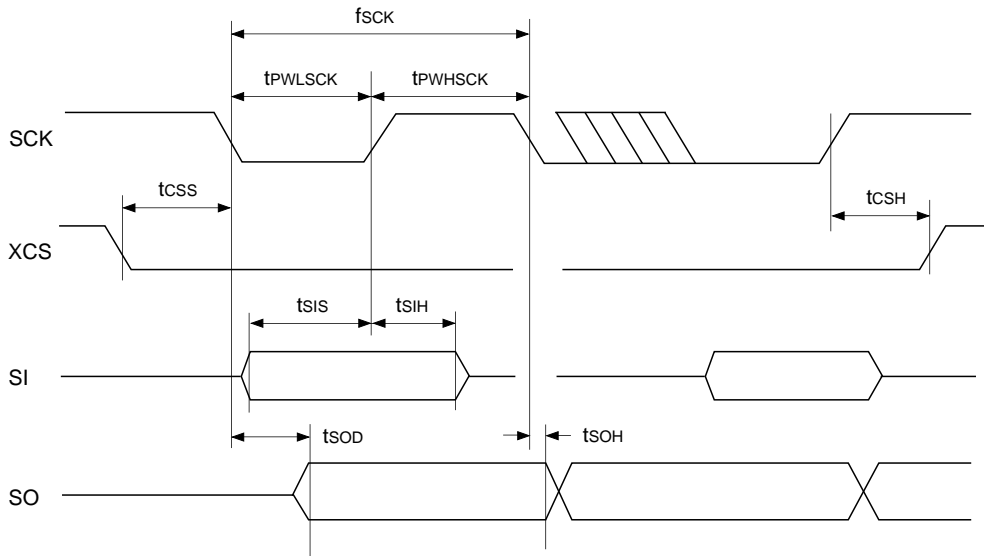 fSCK
tPWLSCK tPWHSCK
SCK
tCSS tCSH
XCS
tSIS tSIH
SI
tSOD tSOH
SO